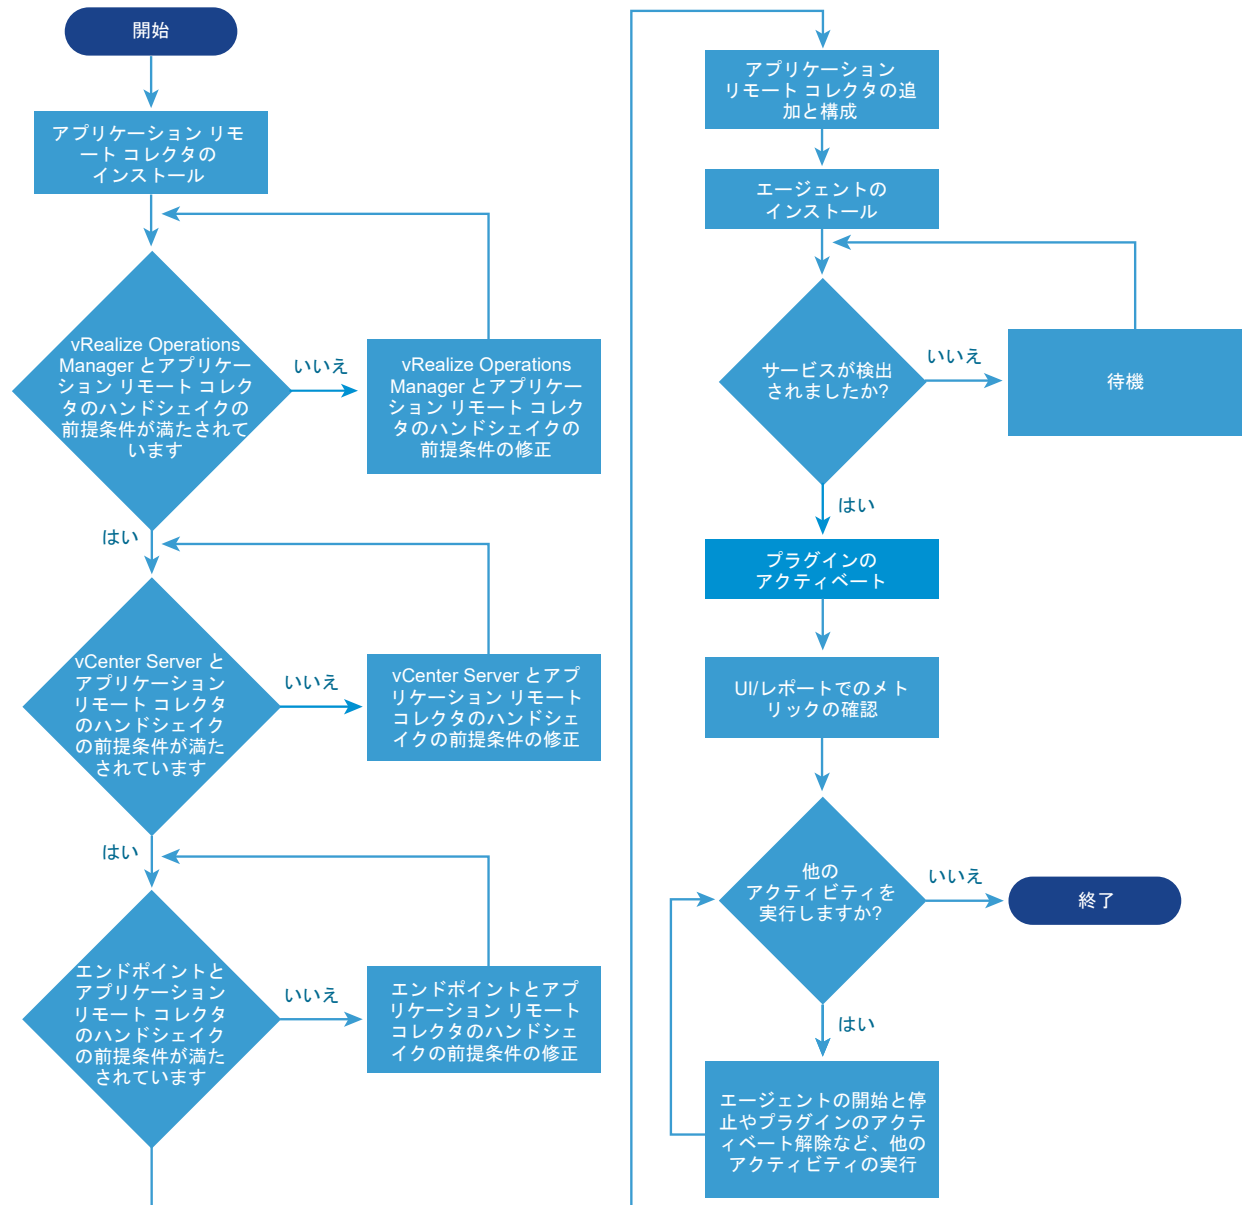 開始
アプリケーション リモ
ート コレクタの
インストール
vRealize Operations
Manager とアプリケー
ション リモート コレク
タのハンドシェイクの
前提条件が満たされて
います
いいえ
vRealize Operations
Manager とアプリケー
ション リモート コレク
タのハンドシェイクの
前提条件の修正
はい
vCenter Server と
アプリケーション
リモート コレクタ
のハンドシェイク
の前提条件が満た
されています
いいえ
vCenter Server とアプ
リケーション リモート
コレクタのハンドシェ
イクの前提条件の修正
はい
エンドポイントと
アプリケーション
リモート コレクタ
のハンドシェイク
の前提条件が満た
されています
いいえ
エンドポイントとアプ
リケーション リモート
コレクタのハンドシェ
イクの前提条件の修正
アプリケーション
リモート コレクタの追
加と構成
エージェントの
インストール
サービスが検出
されましたか?
いいえ
待機
はい
プラグインの
アクティベート
UI/レポートでのメト
リックの確認
他の
アクティビティを
実行しますか?
いいえ
終了
はい
エージェントの開始と停
止やプラグインのアクテ
ィベート解除など、他の
アクティビティの実行